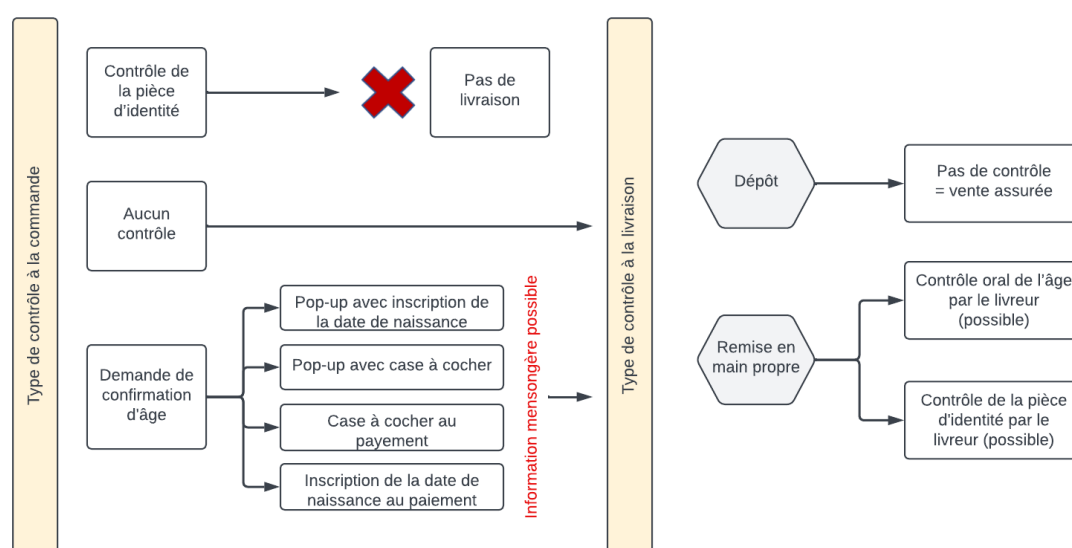 Type de contrôle à la commande
Contrôle de
la pièce
d'identité
Pas de
livraison
Aucun
contrôle
Demande de
confirmation
d'âge
Pop-up avec inscription de
la date de naissance
Pop-up avec case à cocher
Case à cocher au
payement
Inscription de la date de
naissance au paiement
Information mensongère possible
Type de contrôle à la livraison
Dépôt
Pas de contrôle
= vente assurée
Remise en
main propre
Contrôle oral de l'âge
par le livreur
(possible)
Contrôle de la pièce
d'identité par le
livreur (possible)